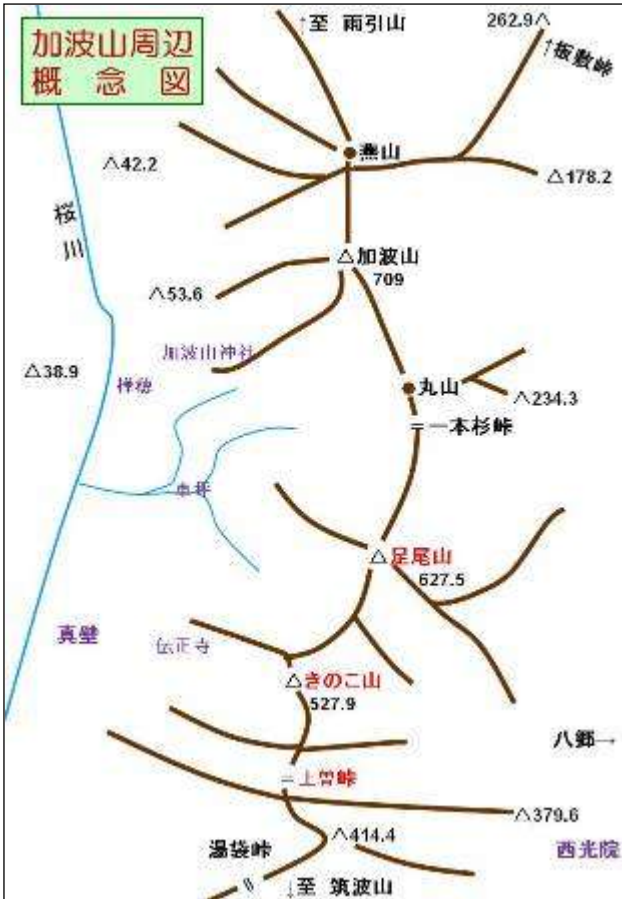 加波山周辺
概念図
↑至 雨引山
262.9△
↑板敷峠
燕山
△42.2
△178.2
桜川
△加波山
709
△53.6
加波山神社
△38.9
樺穂
丸山
△234.3
=一本杉峠
△足尾山
627.5
真壁
伝正寺
△きのこ山
527.9
八郷→
=上曽峠
△379.6
△414.4
湯袋峠
西光院
↓至 筑波山